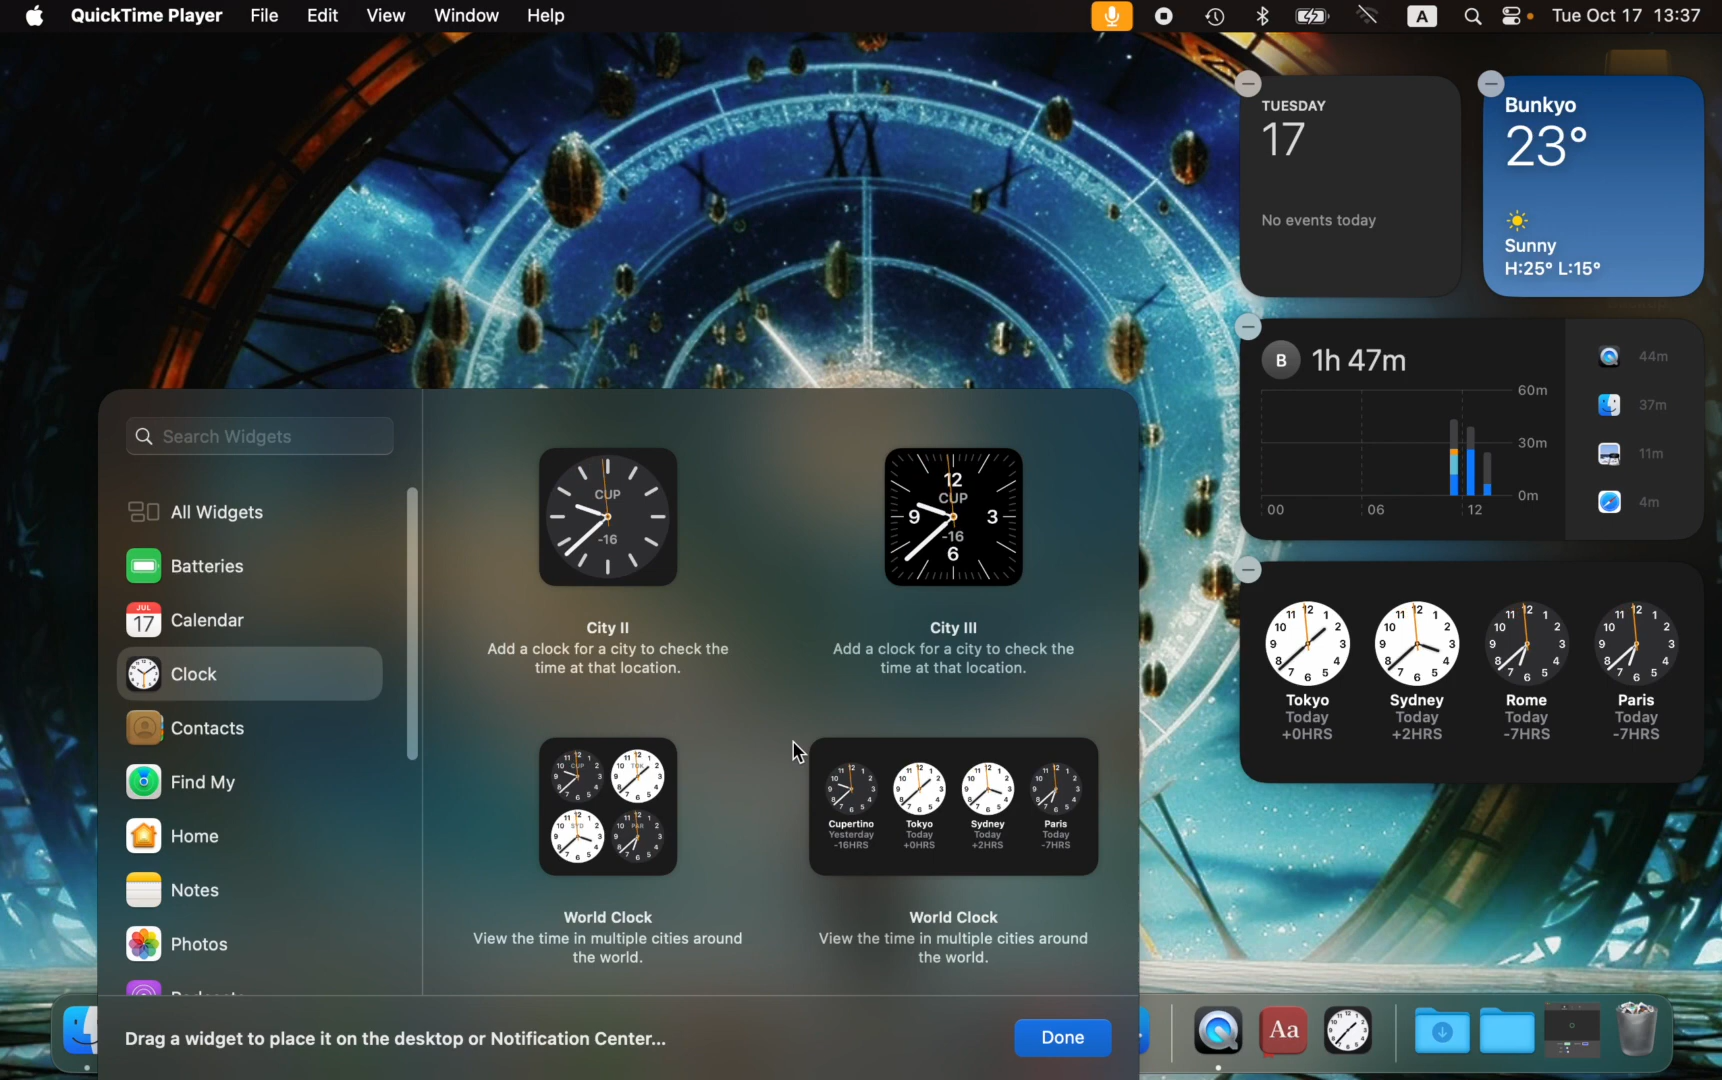 QuickTime Player File Edit View Window Help A Tue Oct 17 13:37
TUESDAY
17
No events today
Bunkyo
23°
Sunny
H:25° L:15°
B 1h 47m
60m
30m
0m
00 06 12
44m
37m
11m
4m
Tokyo
Today
+0HRS
Sydney
Today
+2HRS
Rome
Today
-7HRS
Paris
Today
-7HRS
Search Widgets
All Widgets
Batteries
JUL
17
Calendar
Clock
Contacts
Find My
Home
Notes
Photos
CUP
-16
City II
Add a clock for a city to check the
time at that location.
12
CUP
9 3
-16
6
City III
Add a clock for a city to check the
time at that location.
CUP TOK
SYD PAR
World Clock
View the time in multiple cities around
the world.
Cupertino
Yesterday
-16HRS
Tokyo
Today
+0HRS
Sydney
Today
+2HRS
Paris
Today
-7HRS
World Clock
View the time in multiple cities around
the world.
Drag a widget to place it on the desktop or Notification Center...
Done
Aa